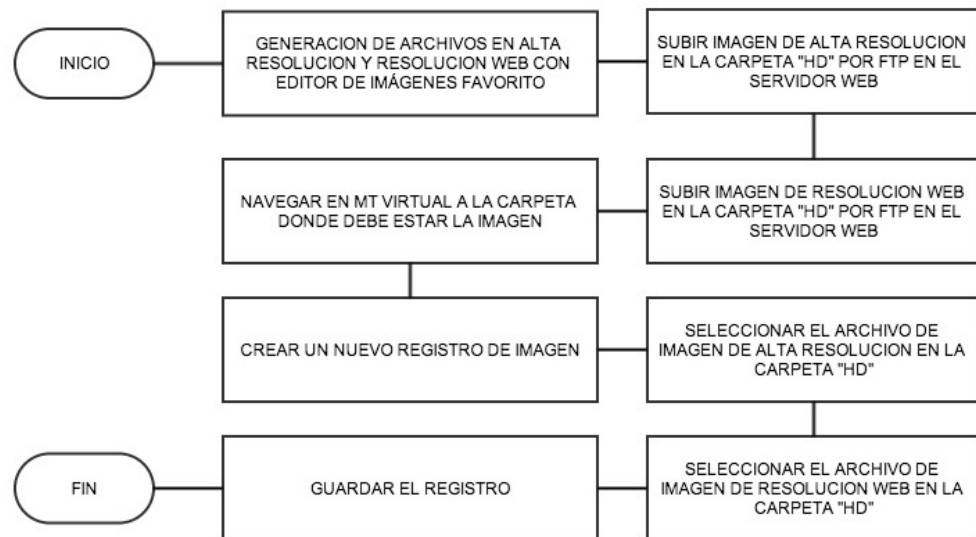 INICIO
GENERACION DE ARCHIVOS EN ALTA
RESOLUCION Y RESOLUCION WEB CON
EDITOR DE IMÁGENES FAVORITO
SUBIR IMAGEN DE ALTA RESOLUCION
EN LA CARPETA "HD" POR FTP EN EL
SERVIDOR WEB
SUBIR IMAGEN DE RESOLUCION WEB
EN LA CARPETA "HD" POR FTP EN EL
SERVIDOR WEB
NAVEGAR EN MT VIRTUAL A LA CARPETA
DONDE DEBE ESTAR LA IMAGEN
CREAR UN NUEVO REGISTRO DE IMAGEN
SELECCIONAR EL ARCHIVO DE
IMAGEN DE ALTA RESOLUCION EN LA
CARPETA "HD"
SELECCIONAR EL ARCHIVO DE
IMAGEN DE RESOLUCION WEB EN LA
CARPETA "HD"
GUARDAR EL REGISTRO
FIN